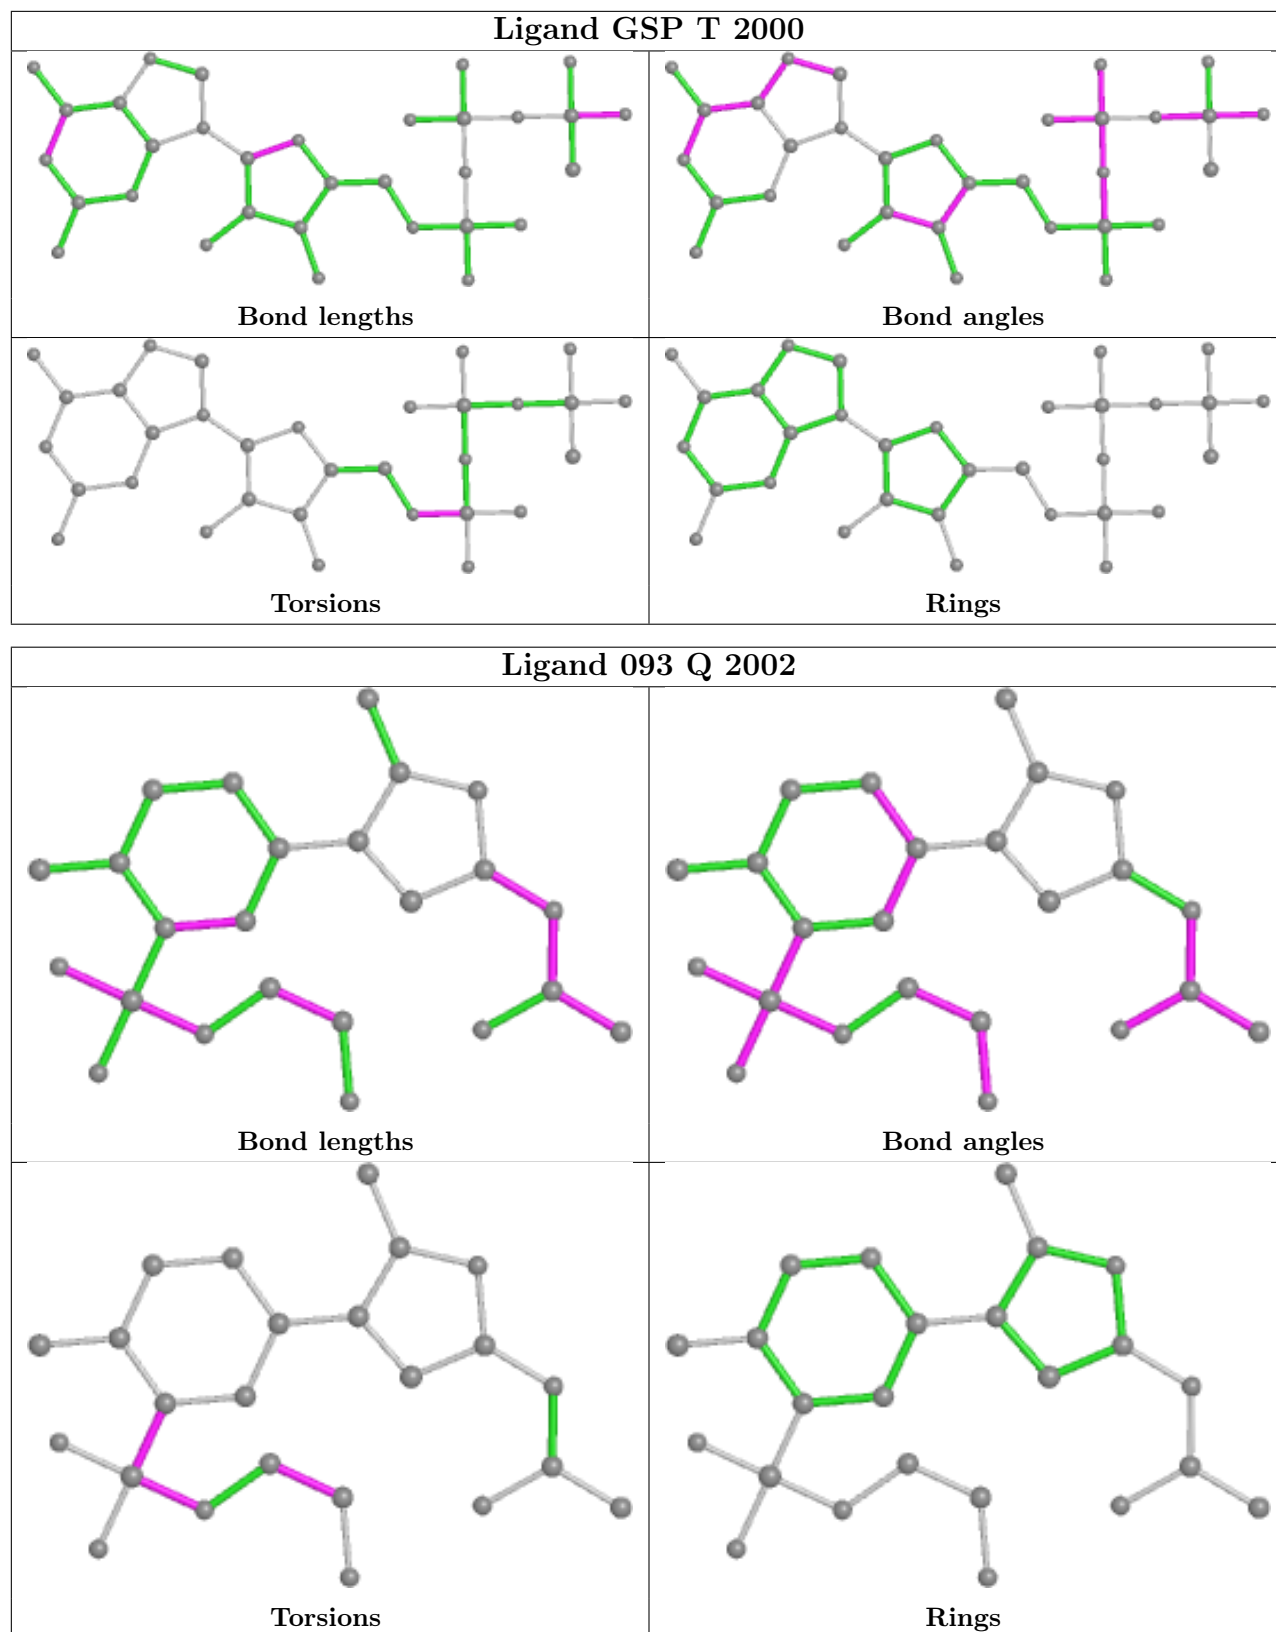 Ligand GSP T 2000
Bond lengths
Bond angles
Torsions
Rings
Ligand 093 Q 2002
Bond lengths
Bond angles
Torsions
Rings